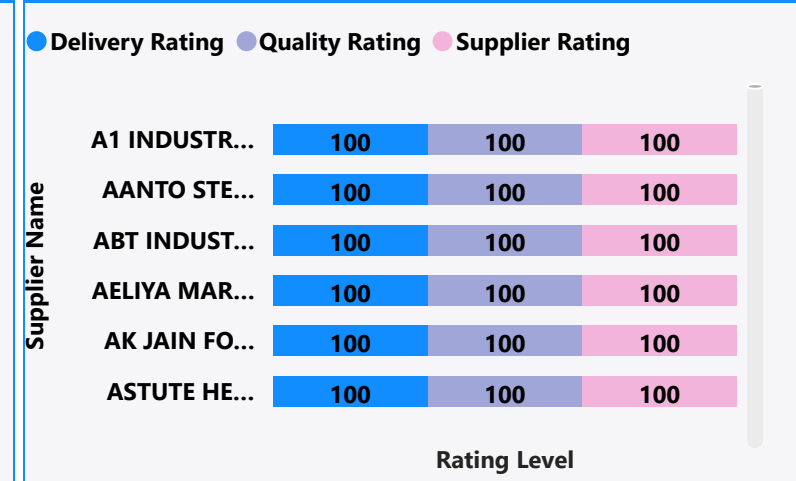 Delivery Rating Quality Rating Supplier Rating
Supplier Name
A1 INDUSTR... 100 100 100
AANTO STE... 100 100 100
ABT INDUST... 100 100 100
AELIYA MAR... 100 100 100
AK JAIN FO... 100 100 100
ASTUTE HE... 100 100 100
Rating Level